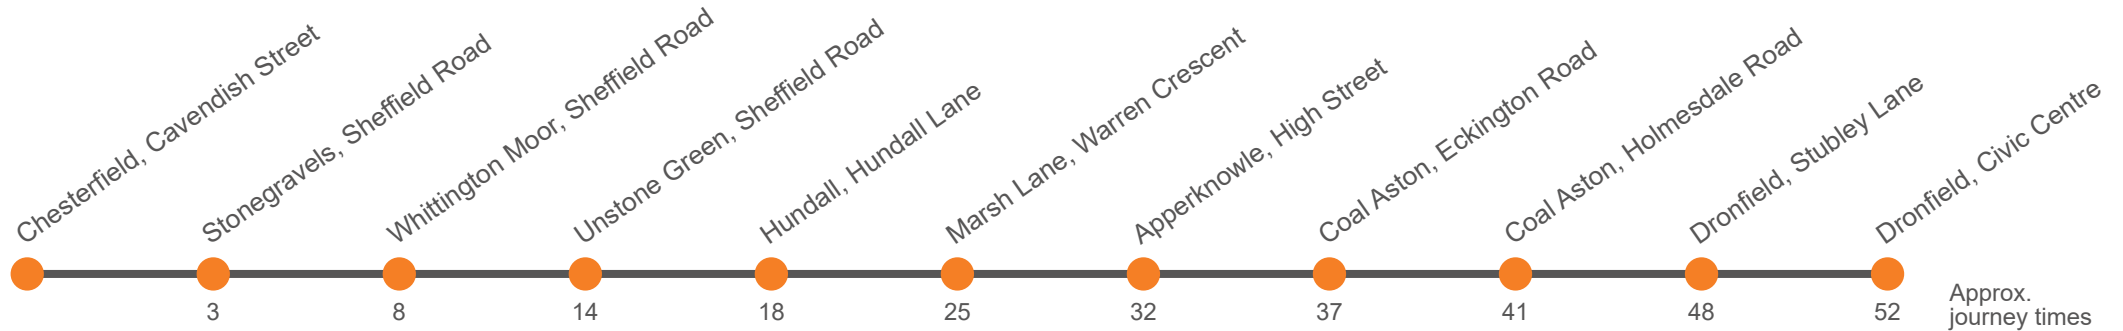 Chesterfield, Cavendish Street
Stonegravels, Sheffield Road
Whittington Moor, Sheffield Road
Unstone Green, Sheffield Road
Hundall, Hundall Lane
Marsh Lane, Warren Crescent
Apperknowle, High Street
Coal Aston, Eckington Road
Coal Aston, Holmesdale Road
Dronfield, Stubley Lane
Dronfield, Civic Centre
3
8
14
18
25
32
37
41
48
52
Approx.
journey times